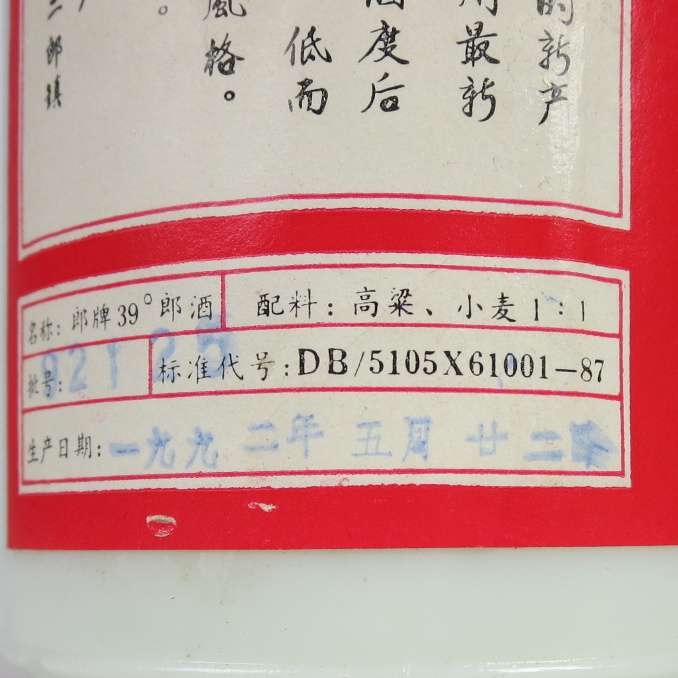 的新产
用最新
度后
低而
風格。
。
二郎镇
名称: 郎牌39°郎酒 配料: 高粱、小麦1:1
批号: 标准代号: DB/5105X61001-87
生产日期: 一九九二年 五月 廿二